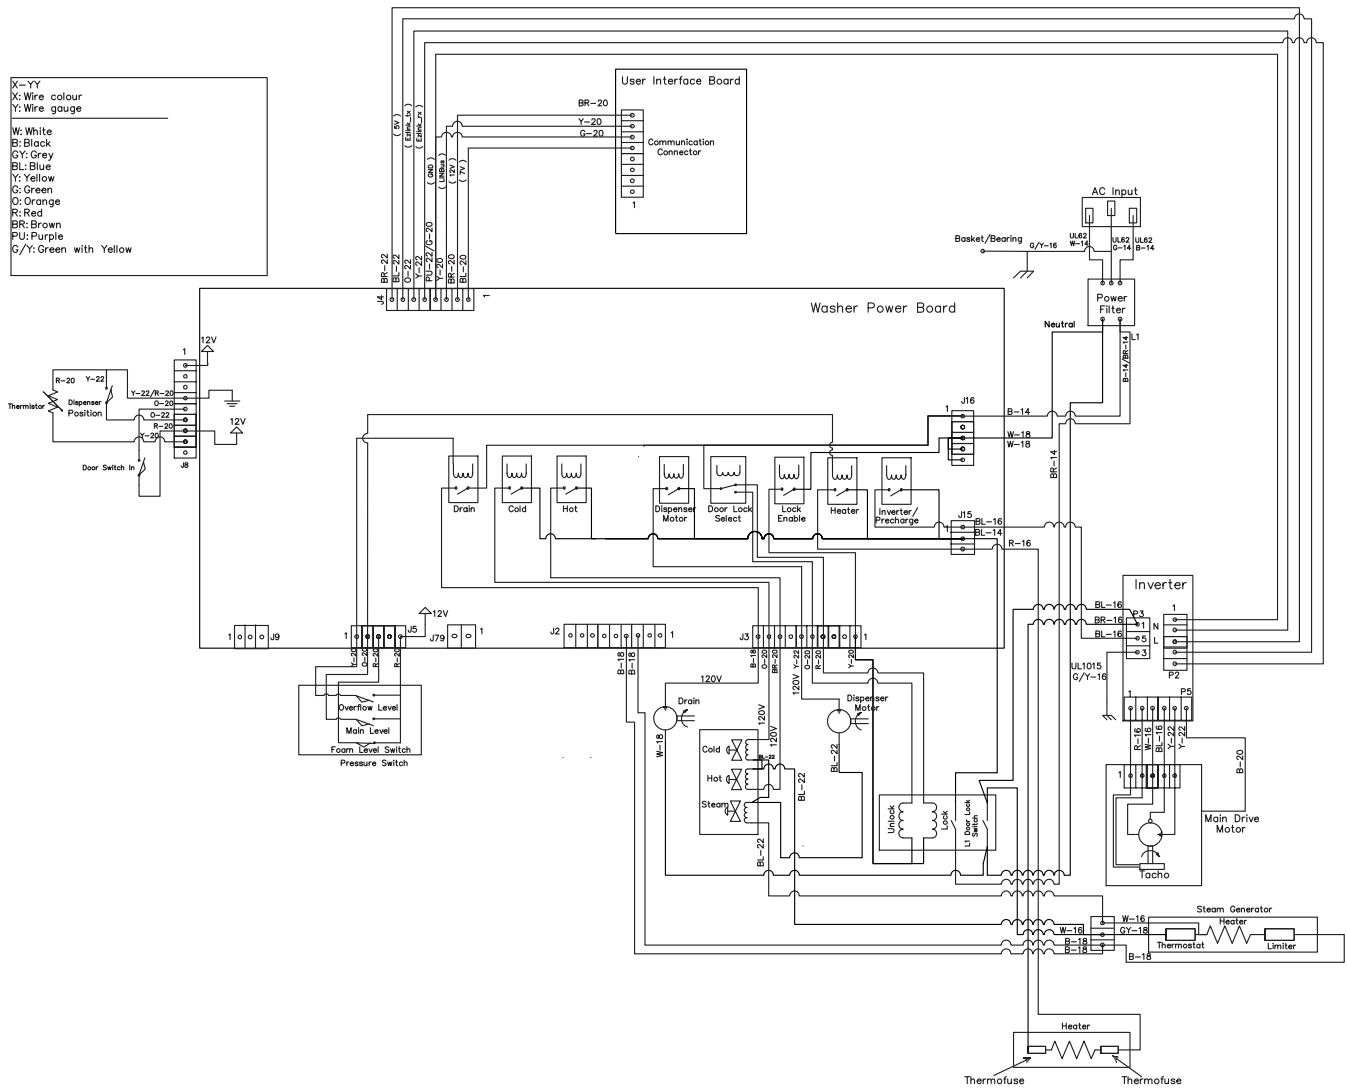 X-YY
X: Wire colour
Y: Wire gauge
W: White
B: Black
GY: Grey
BL: Blue
Y: Yellow
G: Green
O: Orange
R: Red
BR: Brown
PU: Purple
G/Y: Green with Yellow
User Interface Board
BR-20
Y-20
G-20
Communication
Connector
1
( 5V )
( Ezlink_tx )
( Ezlink_rx )
( GND )
( LINBus )
( 12V )
( 7V )
BR-22
BL-22
O-22
Y-22
PU-22/G-20
Y-20
BR-20
BL-20
J4
1
AC Input
UL62
W-14
UL62
G-14
UL62
B-14
Basket/Bearing
G/Y-16
Power
Filter
Neutral
L1
B-14/BR-14
Washer Power Board
12V
1
R-20
Y-22
Y-22/R-20
O-20
O-22
R-20
Y-20
12V
Thermistor
Dispenser
Position
Door Switch In
J8
J16
1
B-14
W-18
W-18
BR-14
Drain
Cold
Hot
Dispenser
Motor
Door Lock
Select
Lock
Enable
Heater
Inverter/
Precharge
J15
1
BL-16
BL-14
R-16
Inverter
BL-16
P3
BR-16
1
BL-16
5
3
N
L
1
P2
UL1015
G/Y-16
1
P5
R-16
W-16
BL-16
Y-22
Y-22
B-20
1
Main Drive
Motor
Tacho
1
J9
1
J5
12V
J79
1
J2
1
J3
1
Y-20
O-20
R-20
R-20
Overflow Level
Main Level
Foam Level Switch
Pressure Switch
B-18
B-18
B-18
O-20
BR-20
Y-22
O-20
R-20
Y-20
120V
Drain
W-18
120V
120V
120V
Dispenser
Motor
BL-22
Cold
Hot
Steam
BL-22
BL-22
BL-22
Unlock
Lock
L1 Door Lock
Switch
W-16
W-16
GY-18
B-18
B-18
B-18
Steam Generator
Heater
Thermostat
Limiter
Heater
Thermofuse
Thermofuse